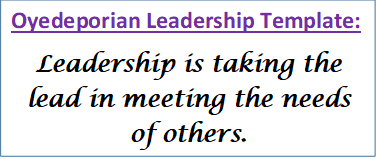 Oyedeporian Leadership Template:
Leadership is taking the
lead in meeting the needs
of others.